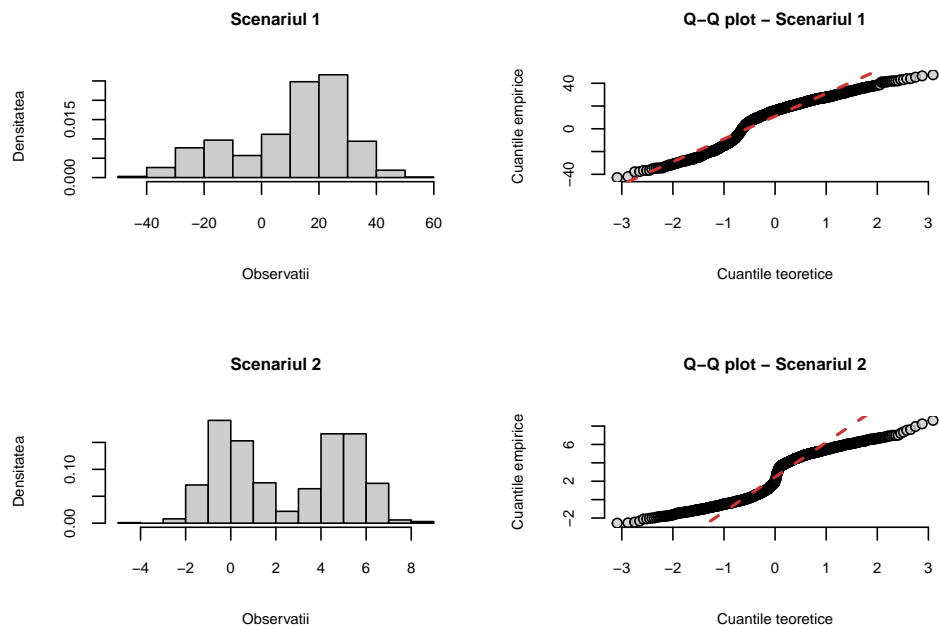 Scenariul 1
Densitatea
0.000 0.015
−40 −20 0 20 40 60
Observatii
Q−Q plot − Scenariul 1
Cuantile empirice
−40 0 40
−3 −2 −1 0 1 2 3
Cuantile teoretice
Scenariul 2
Densitatea
0.00 0.10
−4 −2 0 2 4 6 8
Observatii
Q−Q plot − Scenariul 2
Cuantile empirice
−2 2 6
−3 −2 −1 0 1 2 3
Cuantile teoretice